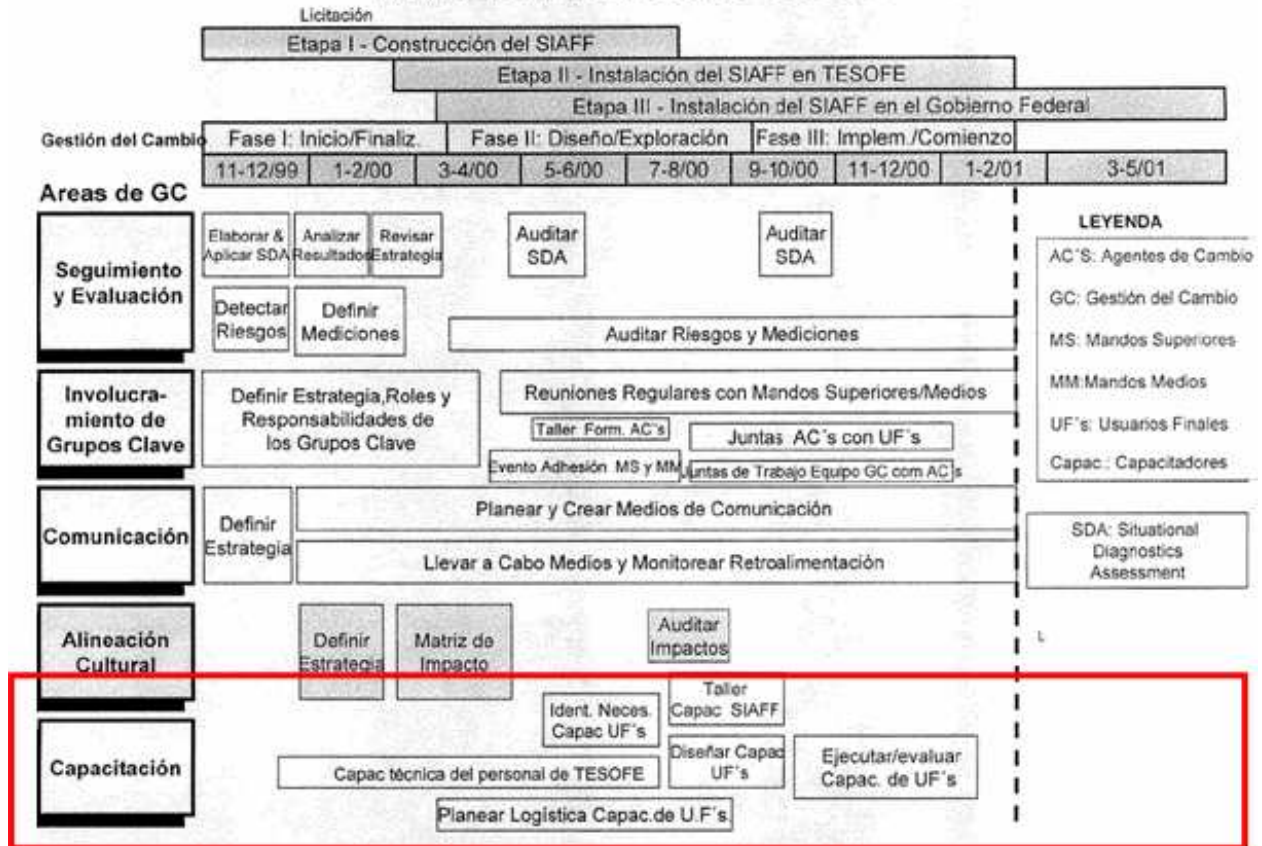 Licitación
Etapa I - Construcción del SIAFF
Etapa II - Instalación del SIAFF en TESOFE
Etapa III - Instalación del SIAFF en el Gobierno Federal
Gestión del Cambio
Fase I: Inicio/Finaliz.
Fase II: Diseño/Exploración
Fase III: Implem./Comienzo
11-12/99
1-2/00
3-4/00
5-6/00
7-8/00
9-10/00
11-12/00
1-2/01
3-5/01
Areas de GC
Seguimiento
y Evaluación
Elaborar &
Aplicar SDA
Analizar
Resultados
Revisar
Estrategia
Auditar
SDA
Auditar
SDA
Detectar
Riesgos
Definir
Mediciones
Auditar Riesgos y Mediciones
Involucra-
miento de
Grupos Clave
Definir Estrategia,Roles y
Responsabilidades de
los Grupos Clave
Reuniones Regulares con Mandos Superiores/Medios
Taller Form. AC´s
Juntas AC´s con UF´s
Evento Adhesión MS y MM
Juntas de Trabajo Equipo GC com AC´s
Comunicación
Definir
Estrategia
Planear y Crear Medios de Comunicación
Llevar a Cabo Medios y Monitorear Retroalimentación
Alineación
Cultural
Definir
Estrategia
Matriz de
Impacto
Auditar
Impactos
Capacitación
Ident. Neces.
Capac UF´s
Taller
Capac SIAFF
Capac técnica del personal de TESOFE
Diseñar Capac
UF´s
Ejecutar/evaluar
Capac. de UF´s
Planear Logística Capac.de U.F´s.
LEYENDA
AC´S: Agentes de Cambio
GC: Gestión del Cambio
MS: Mandos Superiores
MM:Mandos Medios
UF´s: Usuarios Finales
Capac.: Capacitadores
SDA: Situational
Diagnostics
Assessment
L